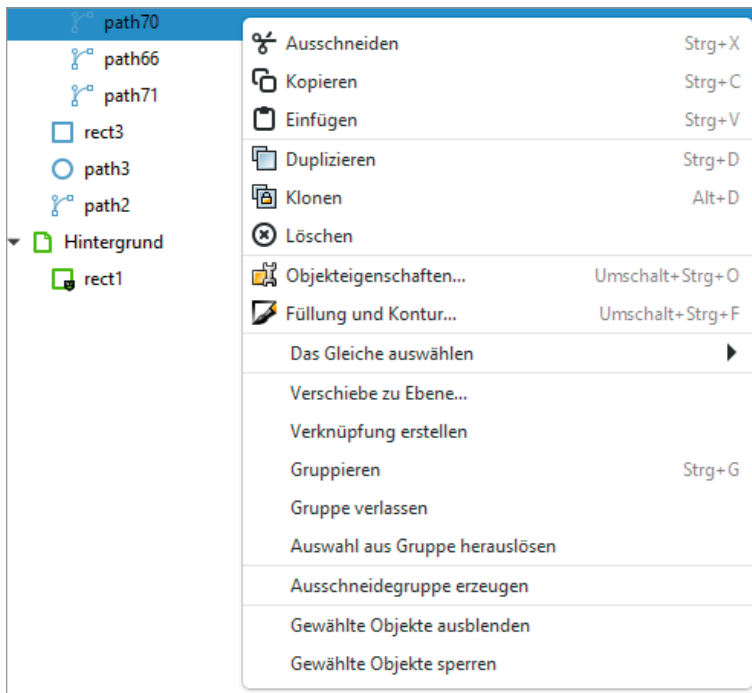 path70
path66
path71
rect3
path3
path2
Hintergrund
rect1
Ausschneiden Strg+X
Kopieren Strg+C
Einfügen Strg+V
Duplizieren Strg+D
Klonen Alt+D
Löschen
Objekteigenschaften... Umschalt+Strg+O
Füllung und Kontur... Umschalt+Strg+F
Das Gleiche auswählen
Verschiebe zu Ebene...
Verknüpfung erstellen
Gruppieren Strg+G
Gruppe verlassen
Auswahl aus Gruppe herauslösen
Ausschneidegruppe erzeugen
Gewählte Objekte ausblenden
Gewählte Objekte sperren